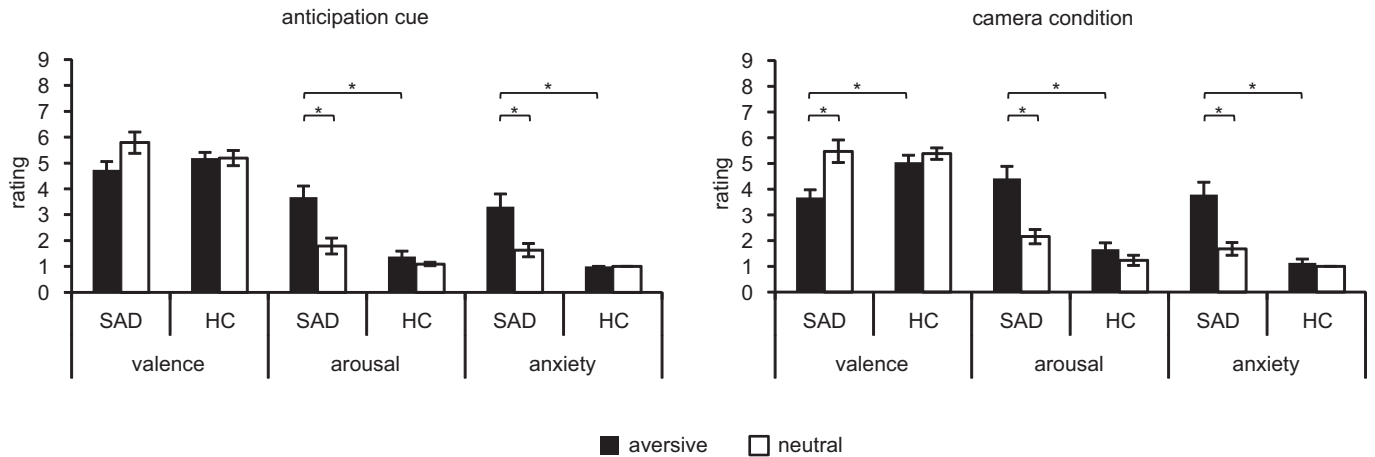 anticipation cue
9
8
7
6
5
4
3
2
1
0
rating
* *
* *
SAD HC SAD HC SAD HC
valence arousal anxiety
camera condition
9
8
7
6
5
4
3
2
1
0
rating
* * *
* * *
SAD HC SAD HC SAD HC
valence arousal anxiety
aversive neutral